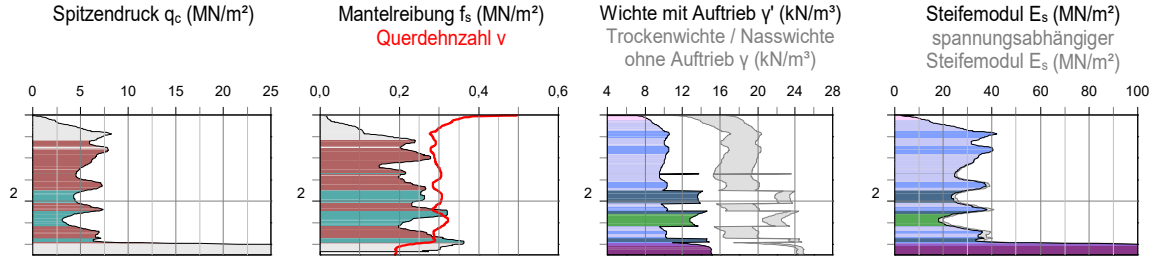 Spitzendruck q꜀ (MN/m²)
0 5 10 15 20 25
2
Mantelreibung fₛ (MN/m²)
Querdehnzahl ν
0,0 0,2 0,4 0,6
2
Wichte mit Auftrieb γ' (kN/m³)
Trockenwichte / Nasswichte
ohne Auftrieb γ (kN/m³)
4 8 12 16 20 24 28
2
Steifemodul Eₛ (MN/m²)
spannungsabhängiger
Steifemodul Eₛ (MN/m²)
0 20 40 60 80 100
2